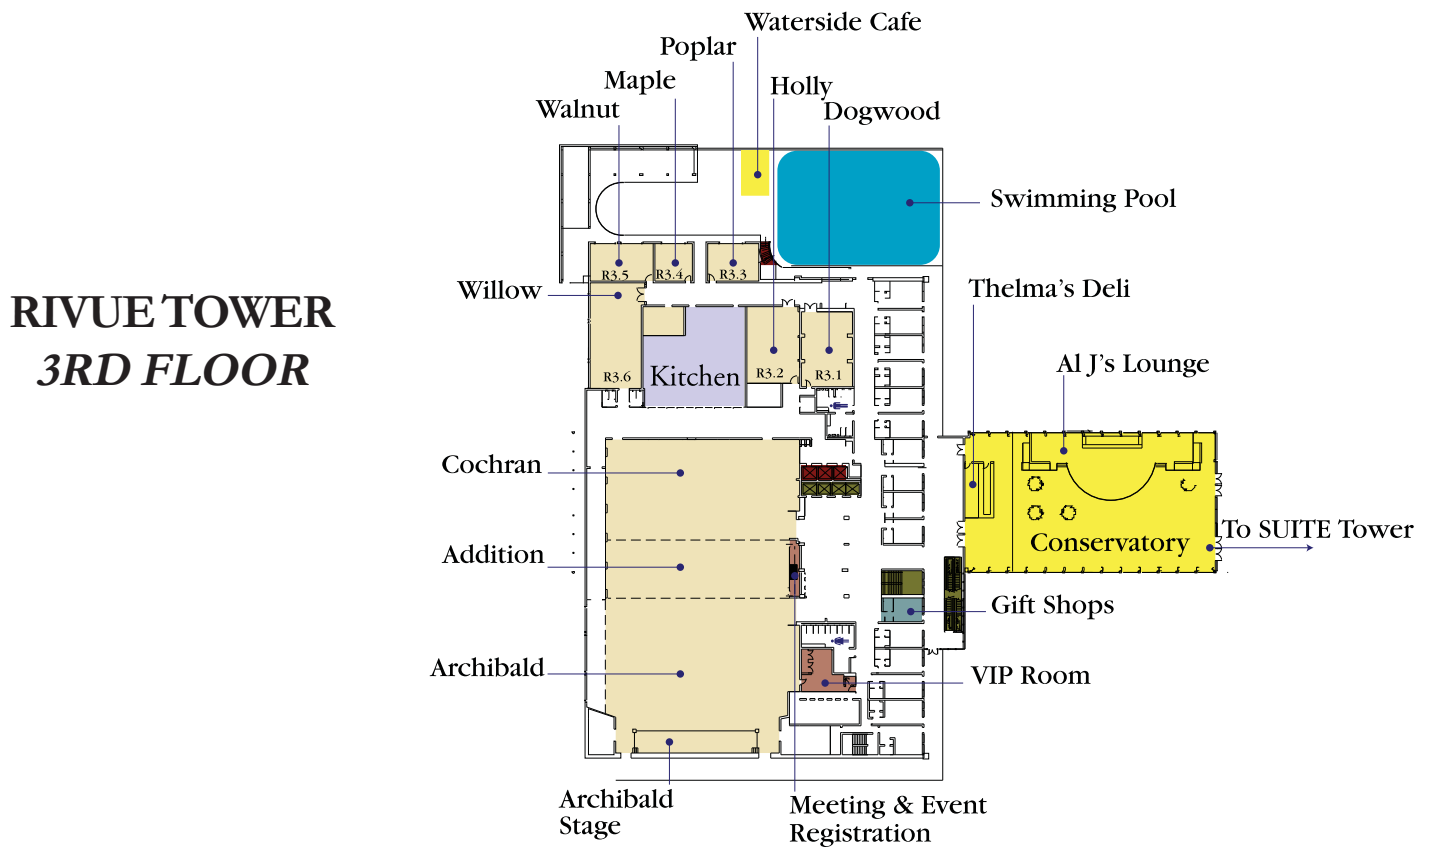 Waterside Cafe
Poplar
Maple
Holly
Walnut
Dogwood
Swimming Pool
R3.5
R3.4
R3.3
Willow
Thelma's Deli
RIVUE TOWER
3RD FLOOR
Kitchen
R3.6
R3.2
R3.1
Al J's Lounge
Cochran
Conservatory
To SUITE Tower
Addition
Gift Shops
Archibald
VIP Room
Archibald
Stage
Meeting & Event
Registration